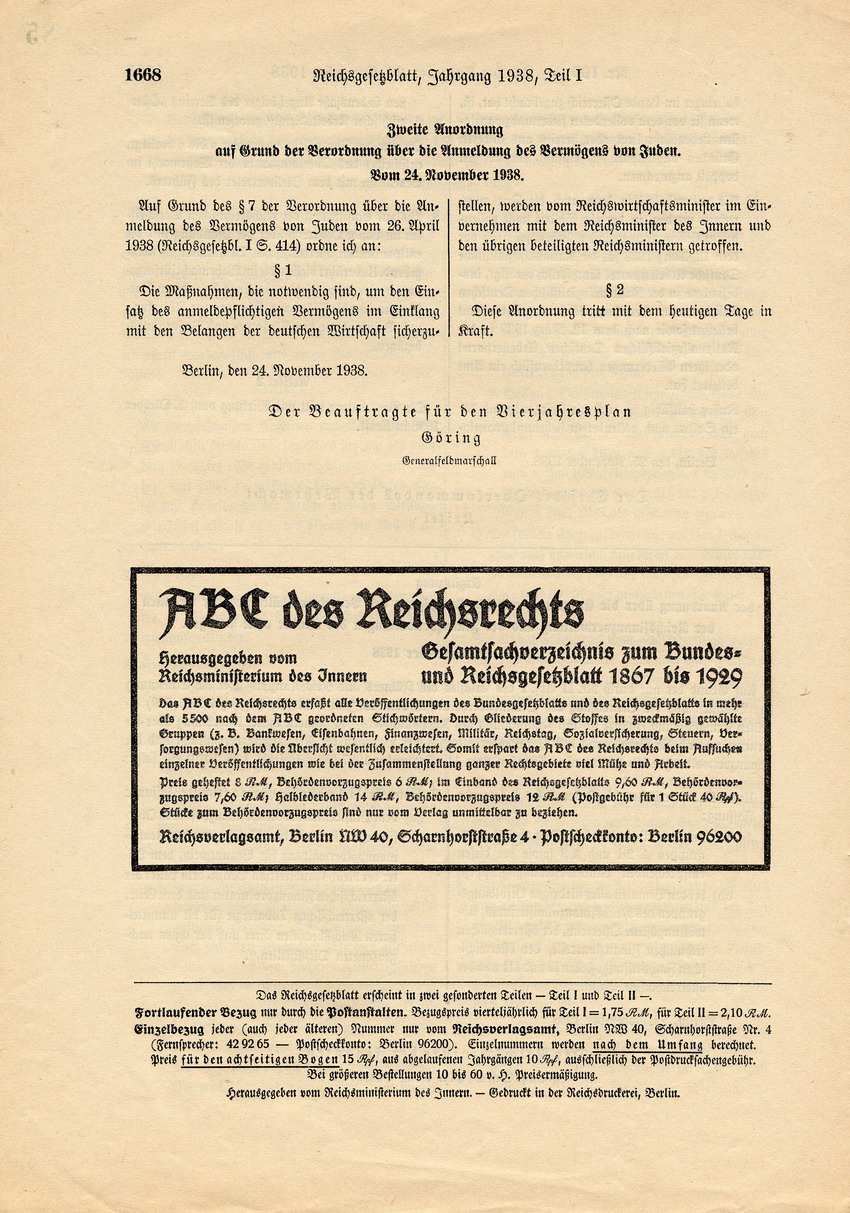 1668
Reichsgesetzblatt, Jahrgang 1938, Teil I
Zweite Anordnung
auf Grund der Verordnung über die Anmeldung des Vermögens von Juden.
Vom 24. November 1938.
Auf Grund des § 7 der Verordnung über die An-
meldung des Vermögens von Juden vom 26. April
1938 (Reichsgesetzbl. I S. 414) ordne ich an:
§ 1
Die Maßnahmen, die notwendig sind, um den Ein-
satz des anmeldepflichtigen Vermögens im Einklang
mit den Belangen der deutschen Wirtschaft sicherzu-
stellen, werden vom Reichswirtschaftsminister im Ein-
vernehmen mit dem Reichsminister des Innern und
den übrigen beteiligten Reichsministern getroffen.
§ 2
Diese Anordnung tritt mit dem heutigen Tage in
Kraft.
Berlin, den 24. November 1938.
Der Beauftragte für den Vierjahresplan
Göring
Generalfeldmarschall
ABC des Reichsrechts
Herausgegeben vom
Reichsministerium des Innern
Gesamtsachverzeichnis zum Bundes-
und Reichsgesetzblatt 1867 bis 1929
Das ABC des Reichsrechts erfaßt alle Veröffentlichungen des Bundesgesetzblatts und des Reichsgesetzblatts in mehr
als 5500 nach dem ABC geordneten Stichwörtern. Durch Gliederung des Stoffes in zweckmäßig gewählte
Gruppen (z. B. Bankwesen, Eisenbahnen, Finanzwesen, Militär, Reichstag, Sozialversicherung, Steuern, Ver-
sorgungswesen) wird die Übersicht wesentlich erleichtert. Somit erspart das ABC des Reichsrechts beim Aufsuchen
einzelner Veröffentlichungen wie bei der Zusammenstellung ganzer Rechtsgebiete viel Mühe und Arbeit.
Preis geheftet 8 RM, Behördenvorzugspreis 6 RM; im Einband des Reichsgesetzblatts 9,60 RM, Behördenvor-
zugspreis 7,60 RM; Halblederband 14 RM, Behördenvorzugspreis 12 RM (Postgebühr für 1 Stück 40 Rpf).
Stücke zum Behördenvorzugspreis sind nur vom Verlag unmittelbar zu beziehen.
Reichsverlagsamt, Berlin NW 40, Scharnhorststraße 4 · Postscheckkonto: Berlin 96200
Das Reichsgesetzblatt erscheint in zwei gesonderten Teilen — Teil I und Teil II —.
Fortlaufender Bezug nur durch die Postanstalten. Bezugspreis vierteljährlich für Teil I = 1,75 RM, für Teil II = 2,10 RM.
Einzelbezug jeder (auch jeder älteren) Nummer nur vom Reichsverlagsamt, Berlin NW 40, Scharnhorststraße Nr. 4
(Fernsprecher: 42 92 65 — Postscheckkonto: Berlin 96200). Einzelnummern werden nach dem Umfang berechnet.
Preis für den achtseitigen Bogen 15 Rpf, aus abgelaufenen Jahrgängen 10 Rpf, ausschließlich der Postdrucksachengebühr.
Bei größeren Bestellungen 10 bis 60 v. H. Preisermäßigung.
Herausgegeben vom Reichsministerium des Innern. — Gedruckt in der Reichsdruckerei, Berlin.